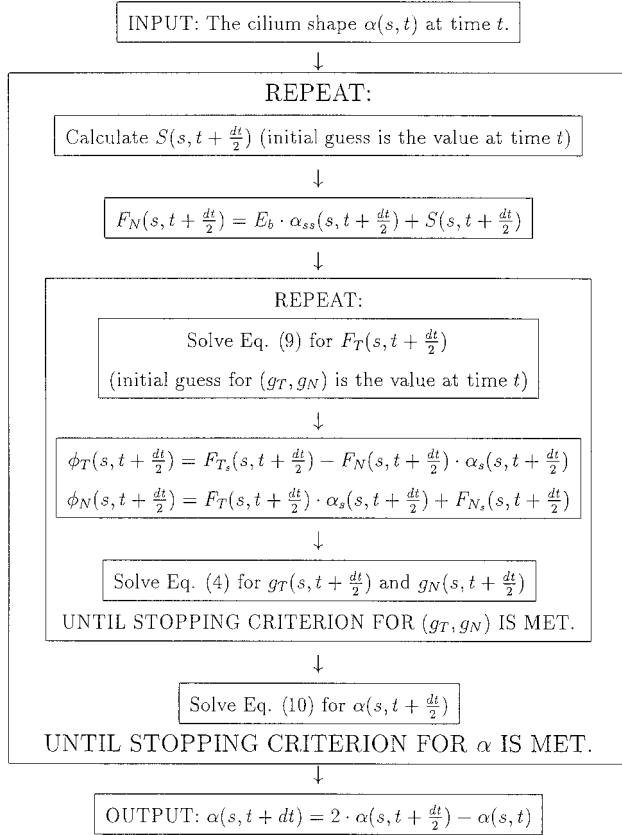 INPUT: The cilium shape α(s, t) at time t.
↓
REPEAT:
Calculate S(s, t + dt/2) (initial guess is the value at time t)
↓
F_N(s, t + dt/2) = E_b · α_ss(s, t + dt/2) + S(s, t + dt/2)
↓
REPEAT:
Solve Eq. (9) for F_T(s, t + dt/2)
(initial guess for (g_T, g_N) is the value at time t)
↓
ϕ_T(s, t + dt/2) = F_T_s(s, t + dt/2) − F_N(s, t + dt/2) · α_s(s, t + dt/2)
ϕ_N(s, t + dt/2) = F_T(s, t + dt/2) · α_s(s, t + dt/2) + F_N_s(s, t + dt/2)
↓
Solve Eq. (4) for g_T(s, t + dt/2) and g_N(s, t + dt/2)
UNTIL STOPPING CRITERION FOR (g_T, g_N) IS MET.
↓
Solve Eq. (10) for α(s, t + dt/2)
UNTIL STOPPING CRITERION FOR α IS MET.
↓
OUTPUT: α(s, t + dt) = 2 · α(s, t + dt/2) − α(s, t)